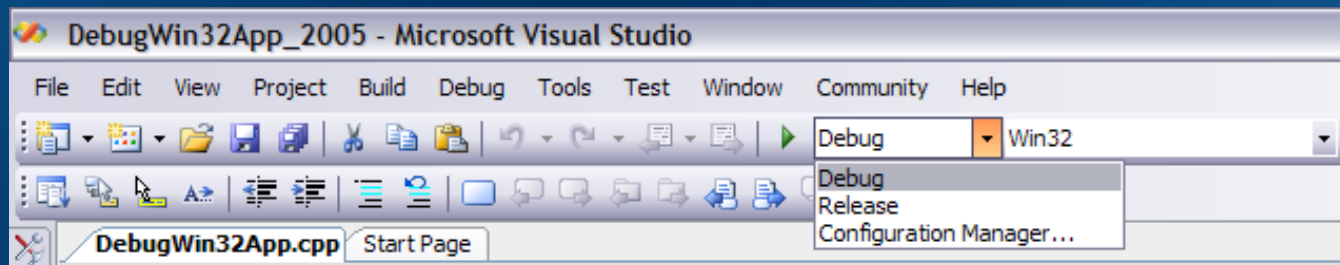 DebugWin32App_2005 - Microsoft Visual Studio
File Edit View Project Build Debug Tools Test Window Community Help
Debug Win32
Debug
Release
Configuration Manager...
DebugWin32App.cpp Start Page